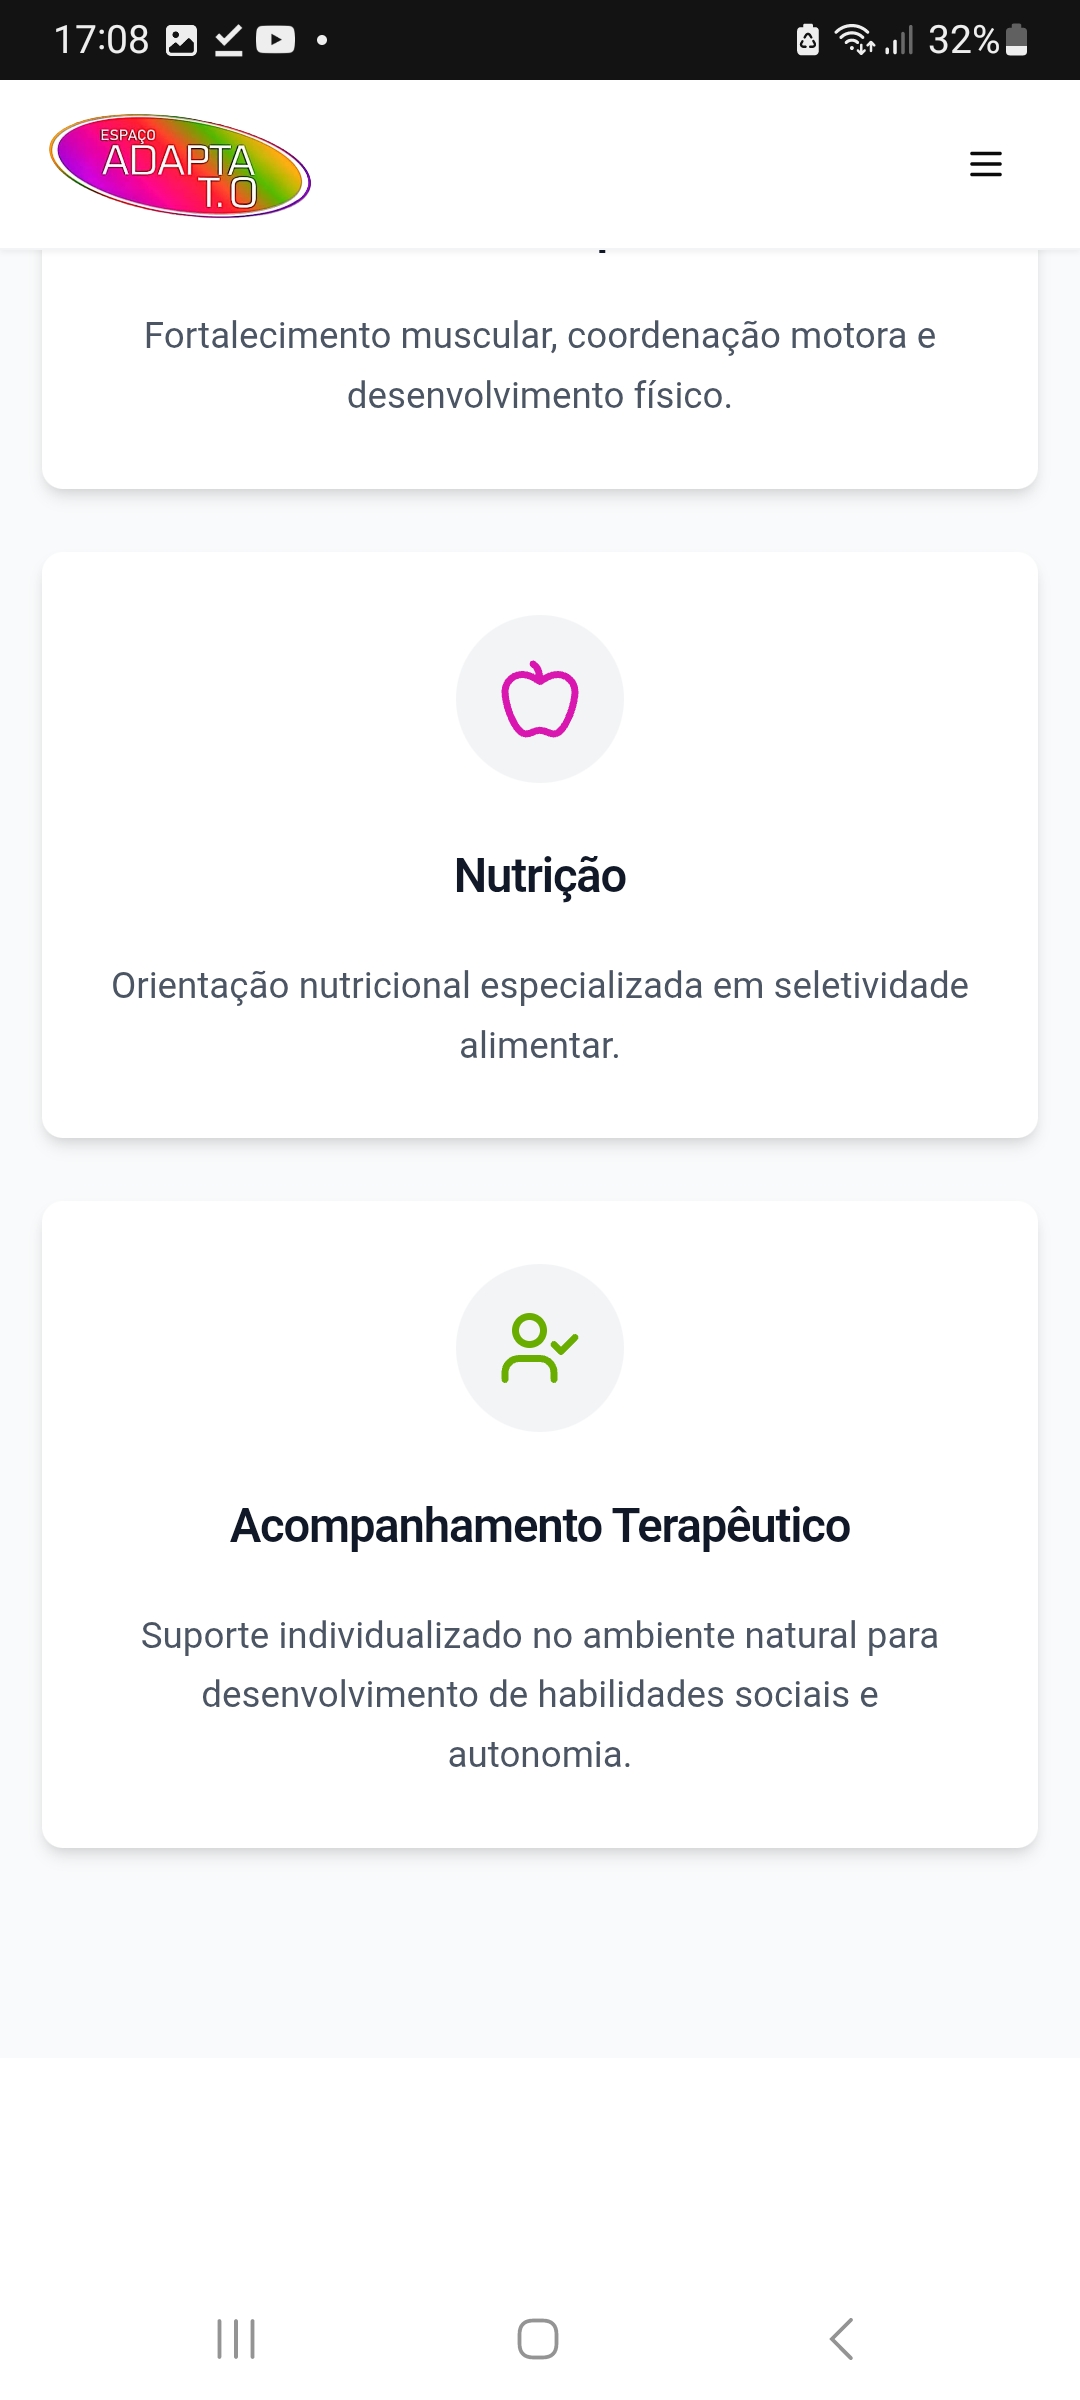 17:08
32%
ESPAÇO
ADAPTA
T.O
Fortalecimento muscular, coordenação motora e
desenvolvimento físico.
Nutrição
Orientação nutricional especializada em seletividade
alimentar.
Acompanhamento Terapêutico
Suporte individualizado no ambiente natural para
desenvolvimento de habilidades sociais e
autonomia.